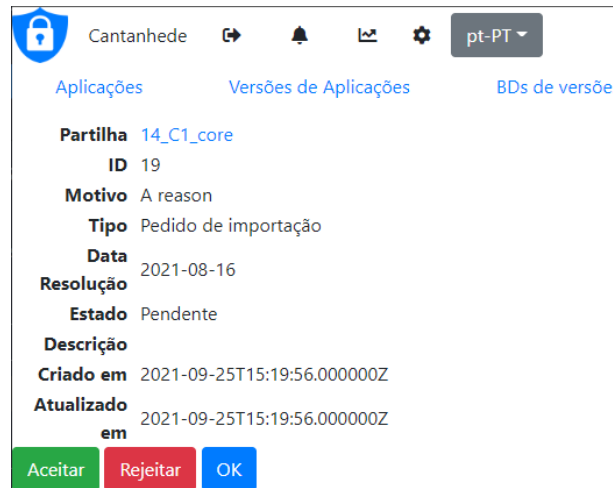 Cantanhede pt-PT
Aplicações Versões de Aplicações BDs de versõe
Partilha 14_C1_core
ID 19
Motivo A reason
Tipo Pedido de importação
Data
Resolução 2021-08-16
Estado Pendente
Descrição
Criado em 2021-09-25T15:19:56.000000Z
Atualizado
em 2021-09-25T15:19:56.000000Z
Aceitar Rejeitar OK